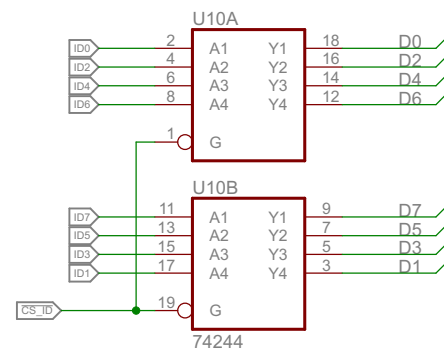 U10A
ID0 2 A1 Y1 18 D0
ID2 4 A2 Y2 16 D2
ID4 6 A3 Y3 14 D4
ID6 8 A4 Y4 12 D6
1 G
U10B
ID7 11 A1 Y1 9 D7
ID5 13 A2 Y2 7 D5
ID3 15 A3 Y3 5 D3
ID1 17 A4 Y4 3 D1
CS_ID 19 G
74244